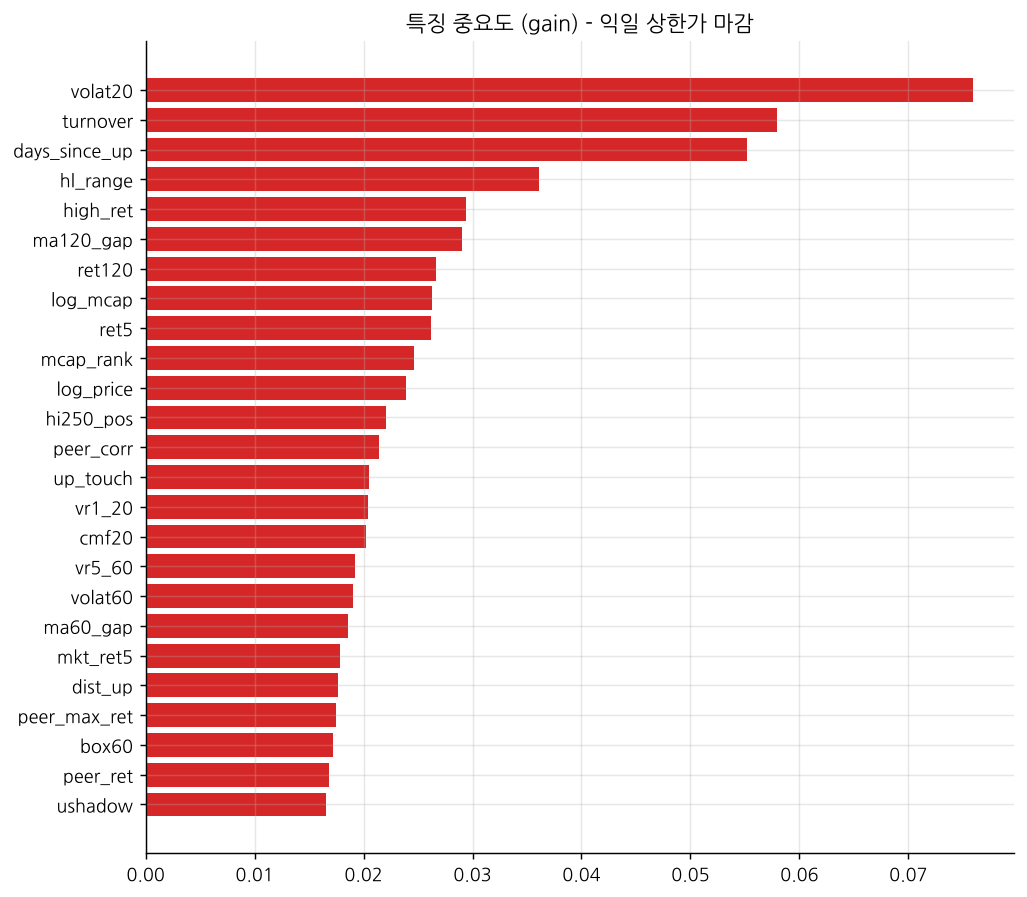 특징 중요도 (gain) - 익일 상한가 마감
volat20
turnover
days_since_up
hl_range
high_ret
ma120_gap
ret120
log_mcap
ret5
mcap_rank
log_price
hi250_pos
peer_corr
up_touch
vr1_20
cmf20
vr5_60
volat60
ma60_gap
mkt_ret5
dist_up
peer_max_ret
box60
peer_ret
ushadow
0.00 0.01 0.02 0.03 0.04 0.05 0.06 0.07